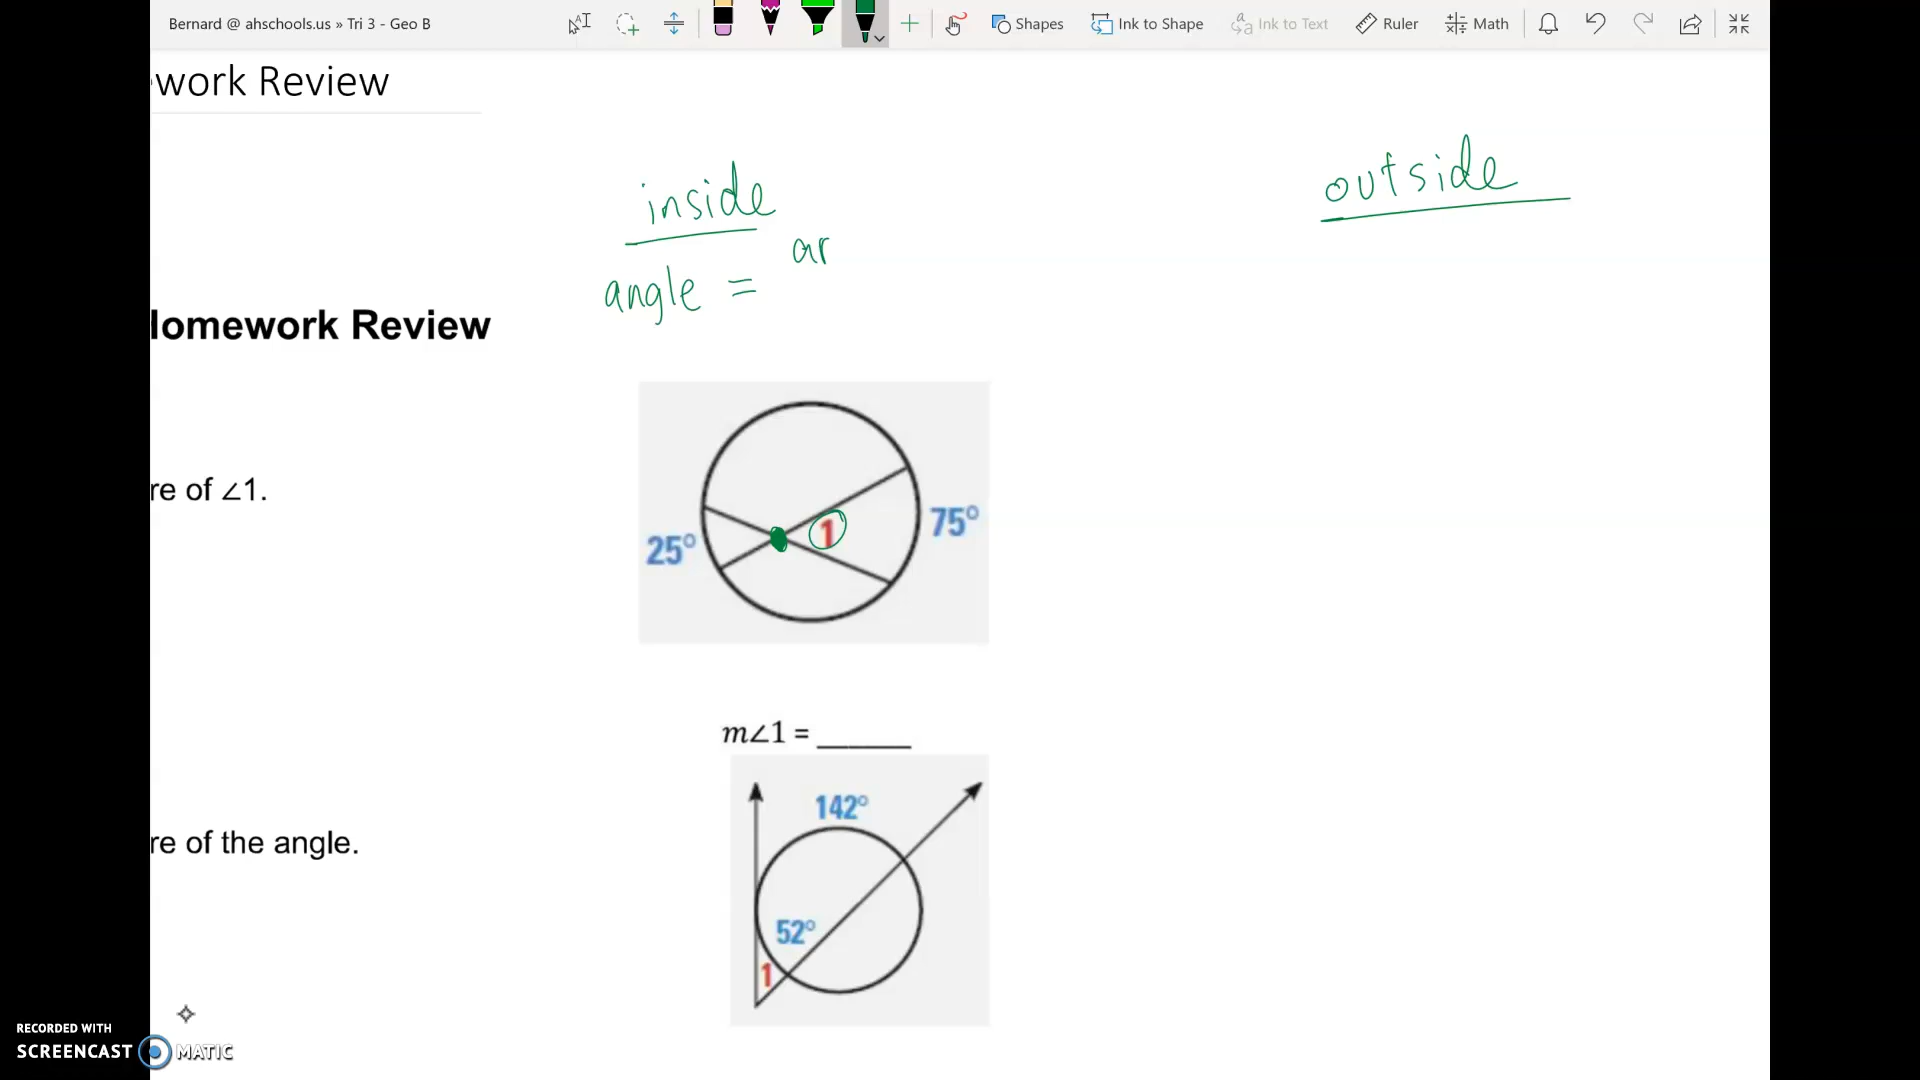 Bernard @ ahschools.us » Tri 3 - Geo B
Shapes
Ink to Shape
Ink to Text
Ruler
Math
work Review
inside
outside
angle = ar
omework Review
re of ∠1.
25°
1
75°
m∠1 = ______
142°
re of the angle.
52°
1
RECORDED WITH
SCREENCAST MATIC